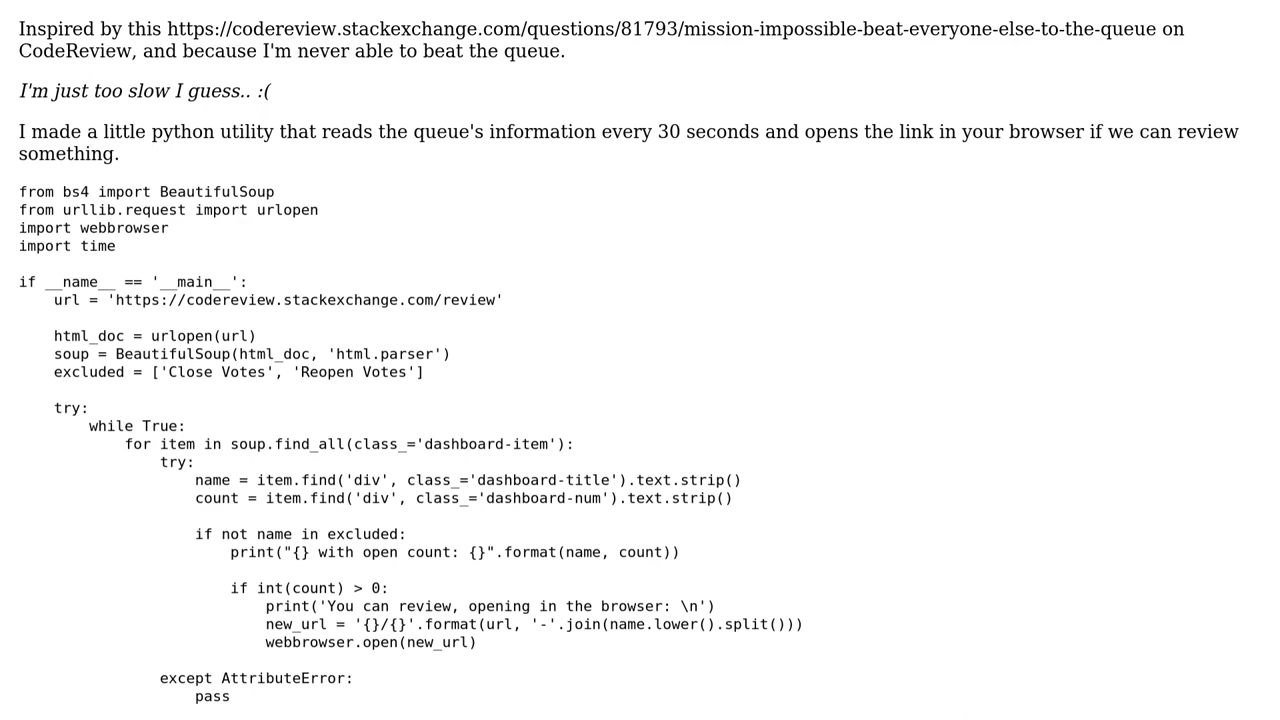 Inspired by this https://codereview.stackexchange.com/questions/81793/mission-impossible-beat-everyone-else-to-the-queue on
CodeReview, and because I'm never able to beat the queue.
I'm just too slow I guess.. :(
I made a little python utility that reads the queue's information every 30 seconds and opens the link in your browser if we can review
something.
from bs4 import BeautifulSoup
from urllib.request import urlopen
import webbrowser
import time
if __name__ == '__main__':
    url = 'https://codereview.stackexchange.com/review'
    html_doc = urlopen(url)
    soup = BeautifulSoup(html_doc, 'html.parser')
    excluded = ['Close Votes', 'Reopen Votes']
    try:
        while True:
            for item in soup.find_all(class_='dashboard-item'):
                try:
                    name = item.find('div', class_='dashboard-title').text.strip()
                    count = item.find('div', class_='dashboard-num').text.strip()
                    if not name in excluded:
                        print("{} with open count: {}".format(name, count))
                        if int(count) > 0:
                            print('You can review, opening in the browser: \n')
                            new_url = '{}/{}'.format(url, '-'.join(name.lower().split()))
                            webbrowser.open(new_url)
                except AttributeError:
                    pass